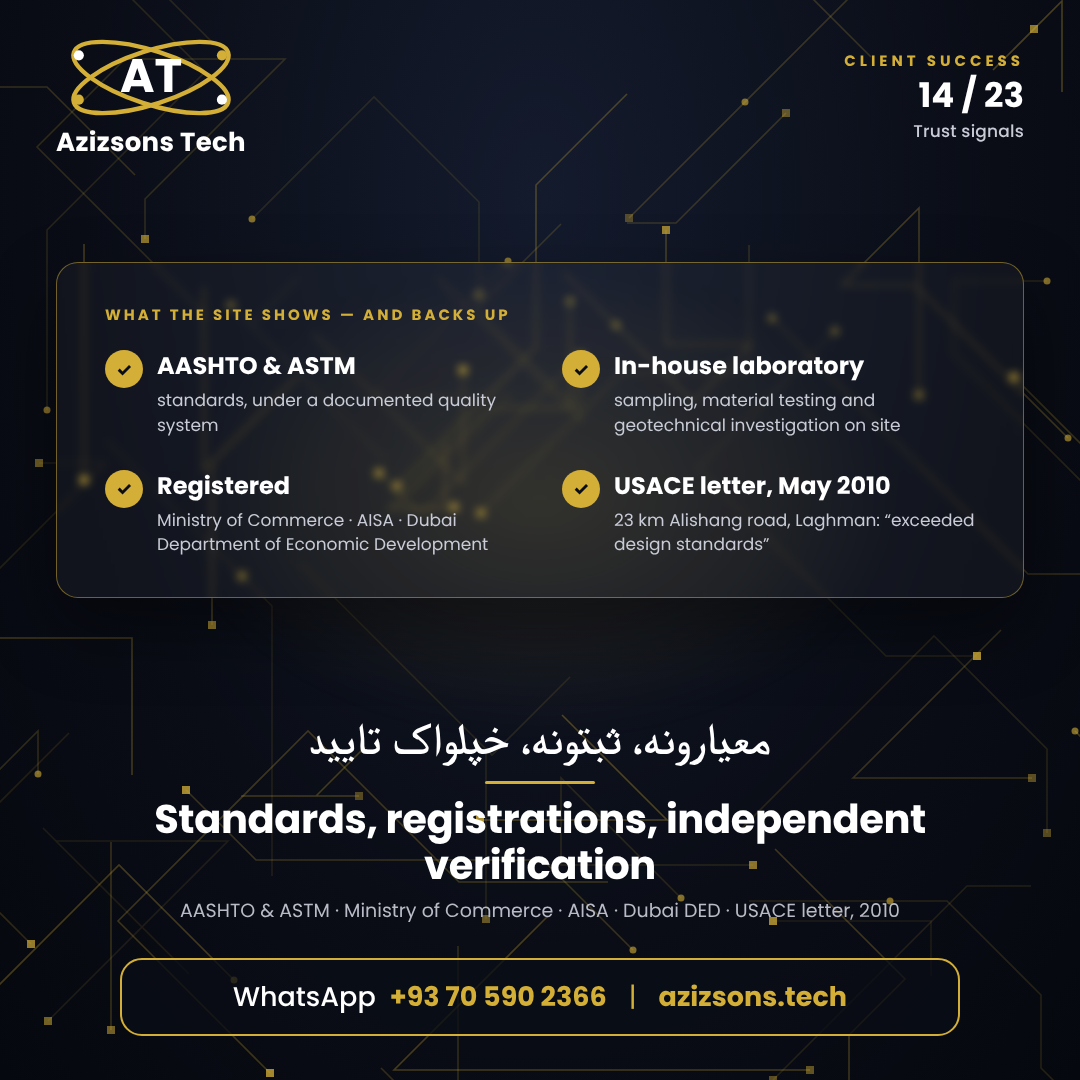 AT
Azizsons Tech
CLIENT SUCCESS
14 / 23
Trust signals
WHAT THE SITE SHOWS — AND BACKS UP
AASHTO & ASTM
standards, under a documented quality
system
In-house laboratory
sampling, material testing and
geotechnical investigation on site
Registered
Ministry of Commerce · AISA · Dubai
Department of Economic Development
USACE letter, May 2010
23 km Alishang road, Laghman: “exceeded
design standards”
معیارونه، ثبتونه، خپلواک تایید
Standards, registrations, independent
verification
AASHTO & ASTM · Ministry of Commerce · AISA · Dubai DED · USACE letter, 2010
WhatsApp +93 70 590 2366 | azizsons.tech